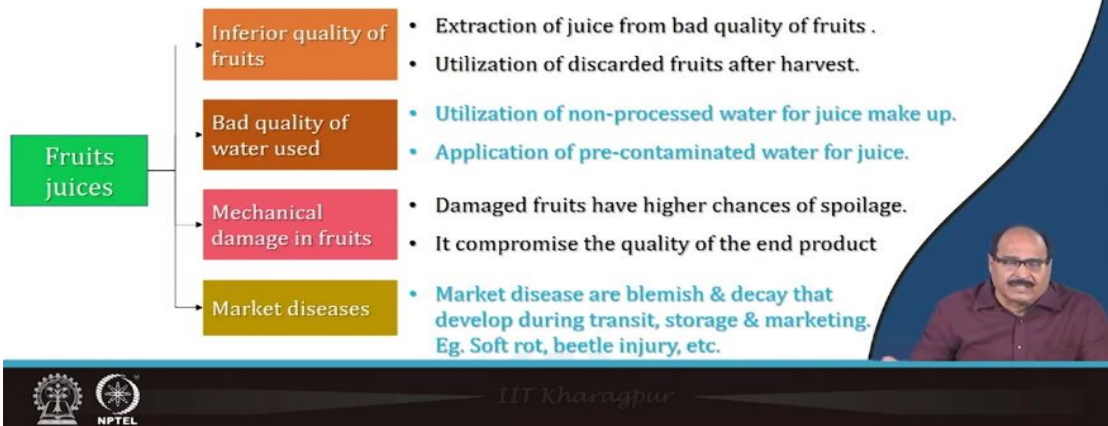 Fruits
juices
Inferior quality of
fruits
• Extraction of juice from bad quality of fruits .
• Utilization of discarded fruits after harvest.
Bad quality of
water used
• Utilization of non-processed water for juice make up.
• Application of pre-contaminated water for juice.
Mechanical
damage in fruits
• Damaged fruits have higher chances of spoilage.
• It compromise the quality of the end product
Market diseases
• Market disease are blemish & decay that
develop during transit, storage & marketing.
Eg. Soft rot, beetle injury, etc.
IIT Kharagpur
NPTEL